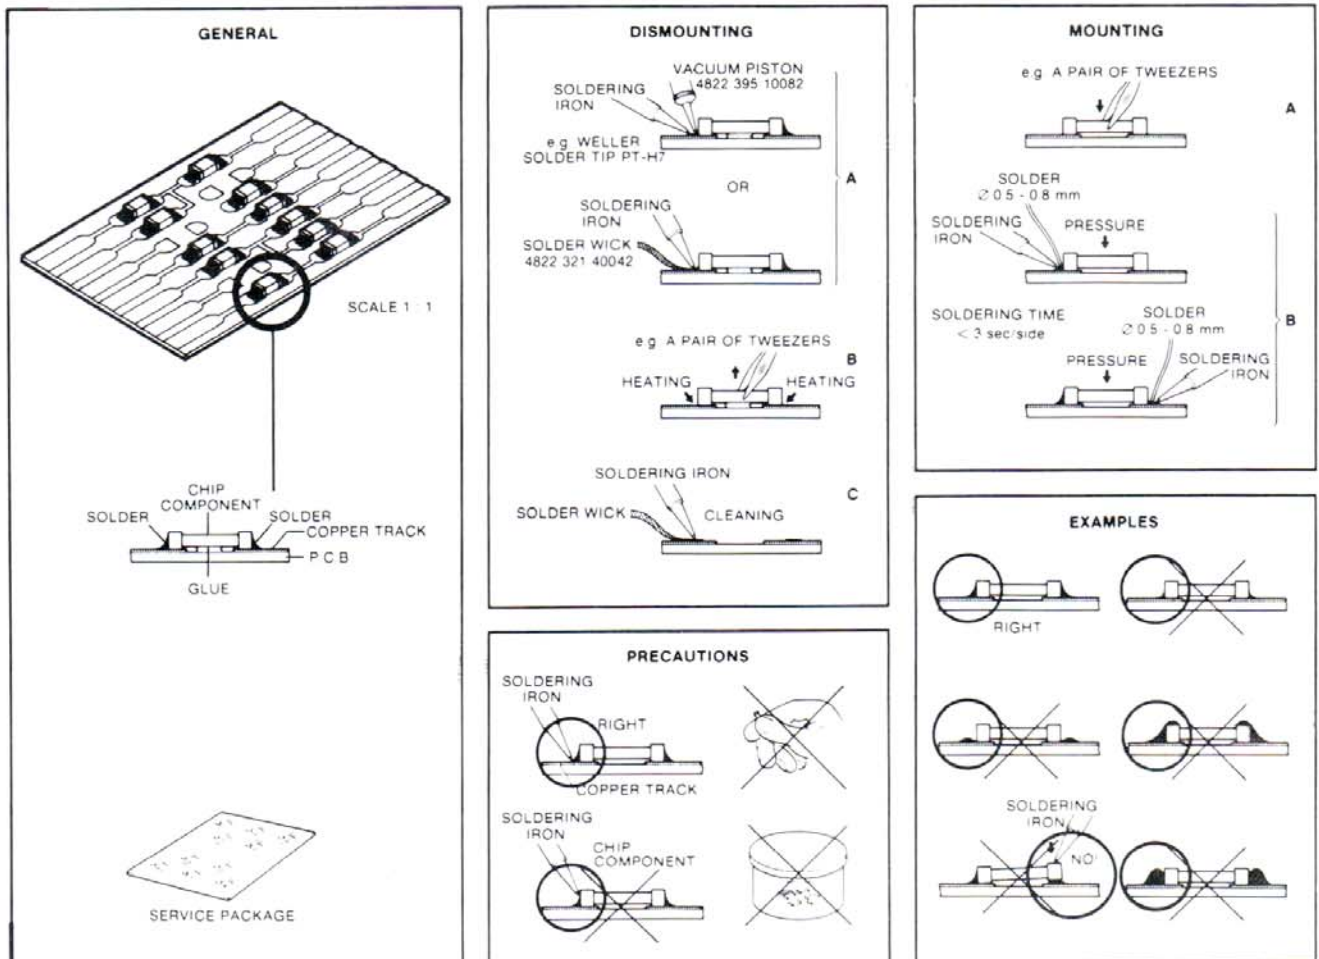 GENERAL
SCALE 1 : 1
CHIP
COMPONENT
SOLDER
SOLDER
COPPER TRACK
P C B
GLUE
SERVICE PACKAGE
DISMOUNTING
VACUUM PISTON
4822 395 10082
SOLDERING
IRON
e.g. WELLER
SOLDER TIP PT-H7
A
OR
SOLDERING
IRON
SOLDER WICK
4822 321 40042
e.g. A PAIR OF TWEEZERS
B
HEATING
HEATING
C
SOLDERING IRON
SOLDER WICK
CLEANING
PRECAUTIONS
SOLDERING
IRON
RIGHT
COPPER TRACK
SOLDERING
IRON
CHIP
COMPONENT
MOUNTING
e.g. A PAIR OF TWEEZERS
A
SOLDER
∅ 0.5 - 0.8 mm
SOLDERING
IRON
PRESSURE
SOLDERING TIME
< 3 sec/side
SOLDER
∅ 0.5 - 0.8 mm
B
PRESSURE
SOLDERING
IRON
EXAMPLES
RIGHT
SOLDERING
IRON
NO!